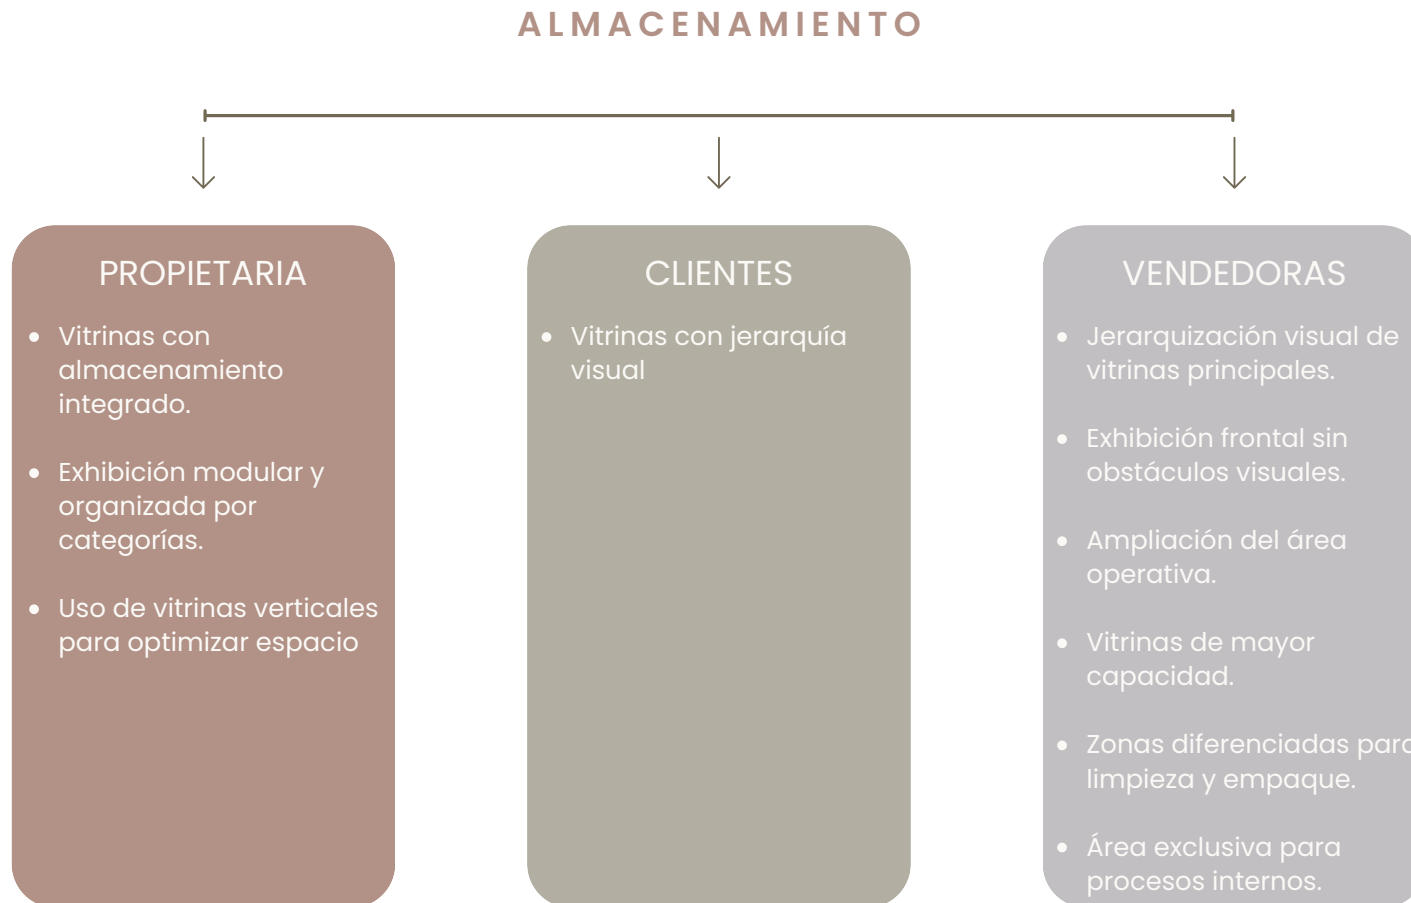 ALMACENAMIENTO
PROPIETARIA
• Vitrinas con
almacenamiento
integrado.
• Exhibición modular y
organizada por
categorías.
• Uso de vitrinas verticales
para optimizar espacio
CLIENTES
• Vitrinas con jerarquía
visual
VENDEDORAS
• Jerarquización visual de
vitrinas principales.
• Exhibición frontal sin
obstáculos visuales.
• Ampliación del área
operativa.
• Vitrinas de mayor
capacidad.
• Zonas diferenciadas para
limpieza y empaque.
• Área exclusiva para
procesos internos.